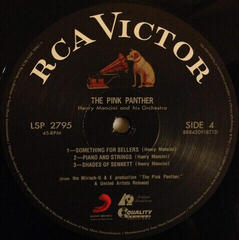 RCA VICTOR
THE PINK PANTHER
Henry Mancini and his Orchestra
LSP 2795
SIDE 4
45-RPM
1—SOMETHING FOR SELLERS (Henry Mancini)
2—PIANO AND STRINGS (Henry Mancini)
3—SHADES OF SENNETT (Henry Mancini)
(from the Mirisch-G & E production "The Pink Panther,"
A United Artists Release)
QUALITY